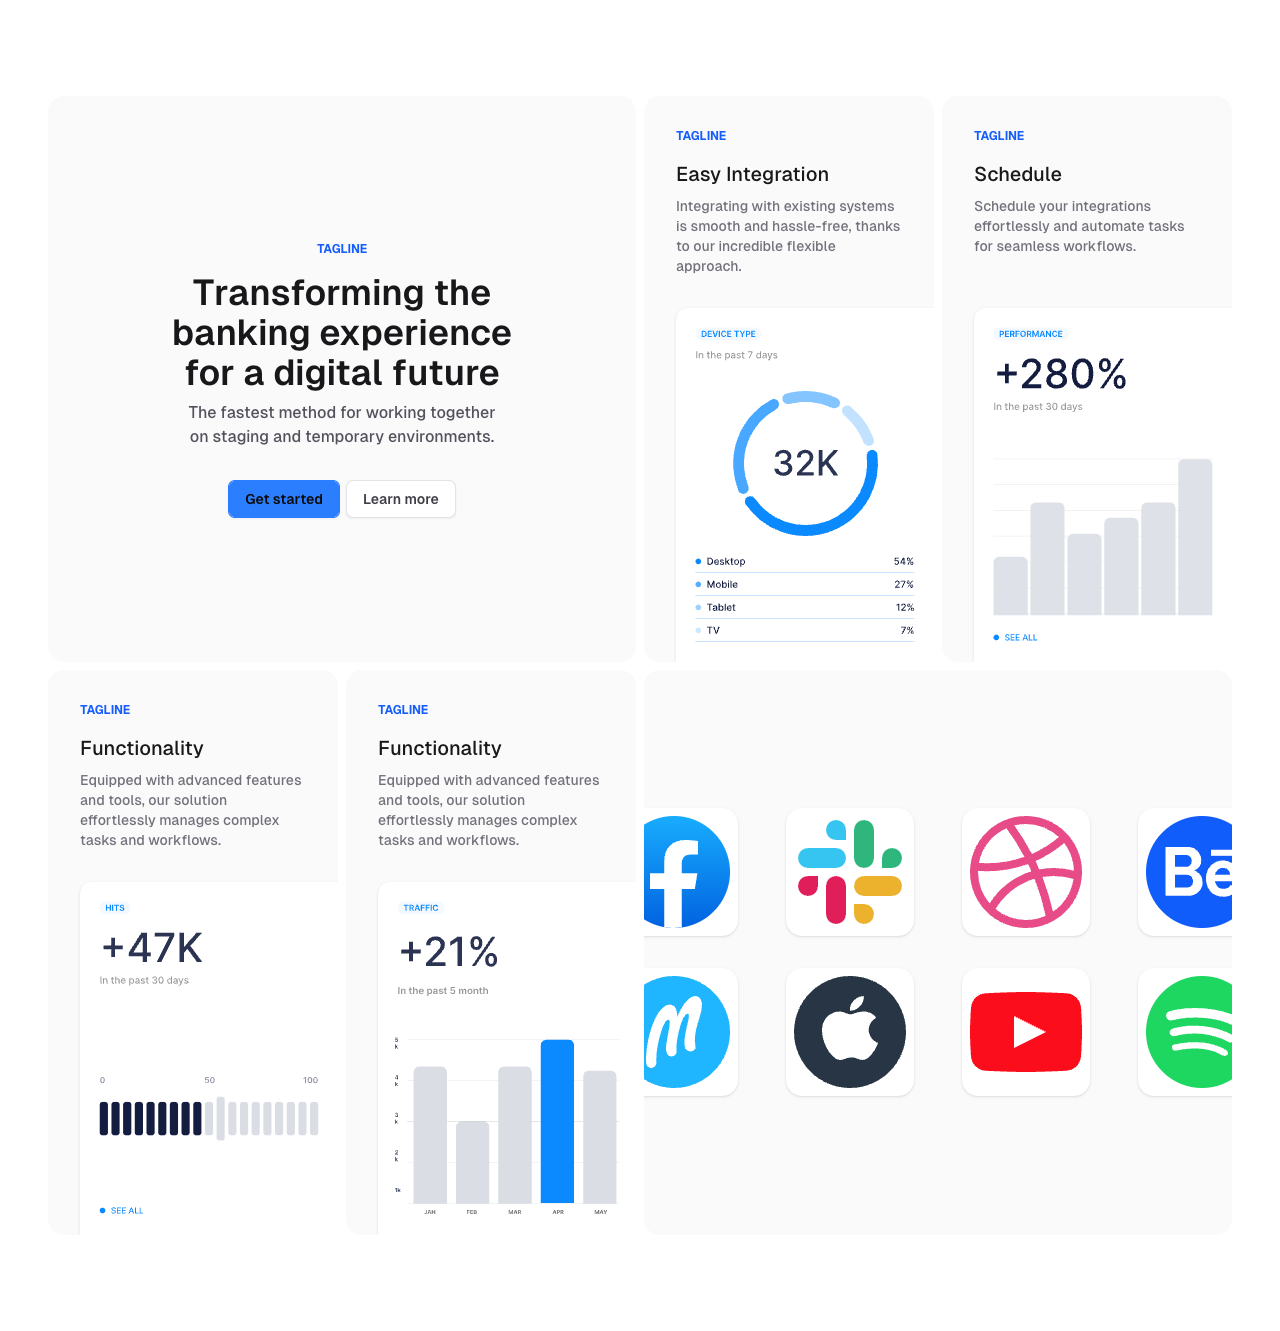 TAGLINE
Transforming the
banking experience
for a digital future
The fastest method for working together
on staging and temporary environments.
Get started
Learn more
TAGLINE
Easy Integration
Integrating with existing systems
is smooth and hassle-free, thanks
to our incredible flexible
approach.
DEVICE TYPE
In the past 7 days
32K
Desktop 54%
Mobile 27%
Tablet 12%
TV 7%
TAGLINE
Schedule
Schedule your integrations
effortlessly and automate tasks
for seamless workflows.
PERFORMANCE
+280%
In the past 30 days
SEE ALL
TAGLINE
Functionality
Equipped with advanced features
and tools, our solution
effortlessly manages complex
tasks and workflows.
HITS
+47K
In the past 30 days
0 50 100
SEE ALL
TAGLINE
Functionality
Equipped with advanced features
and tools, our solution
effortlessly manages complex
tasks and workflows.
TRAFFIC
+21%
In the past 5 month
5
k
4
k
3
k
2
k
1k
JAN FEB MAR APR MAY
f
Bē
m